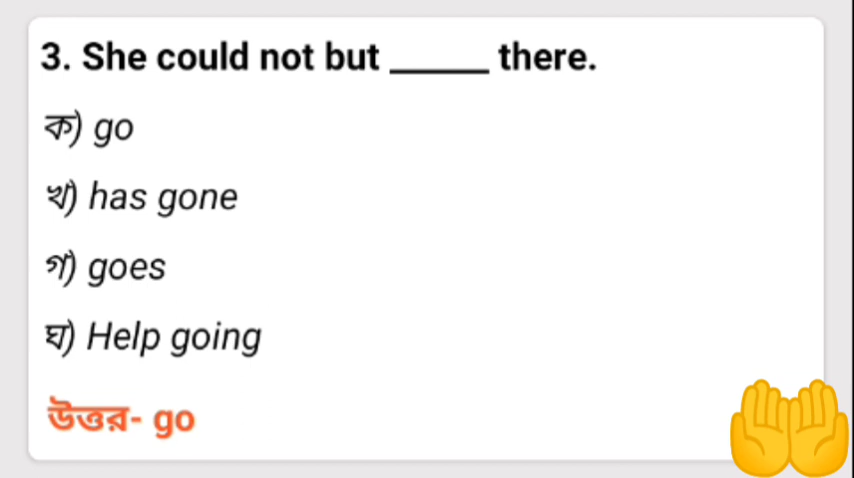 3. She could not but ______ there.
ক) go
খ) has gone
গ) goes
ঘ) Help going
উত্তর- go